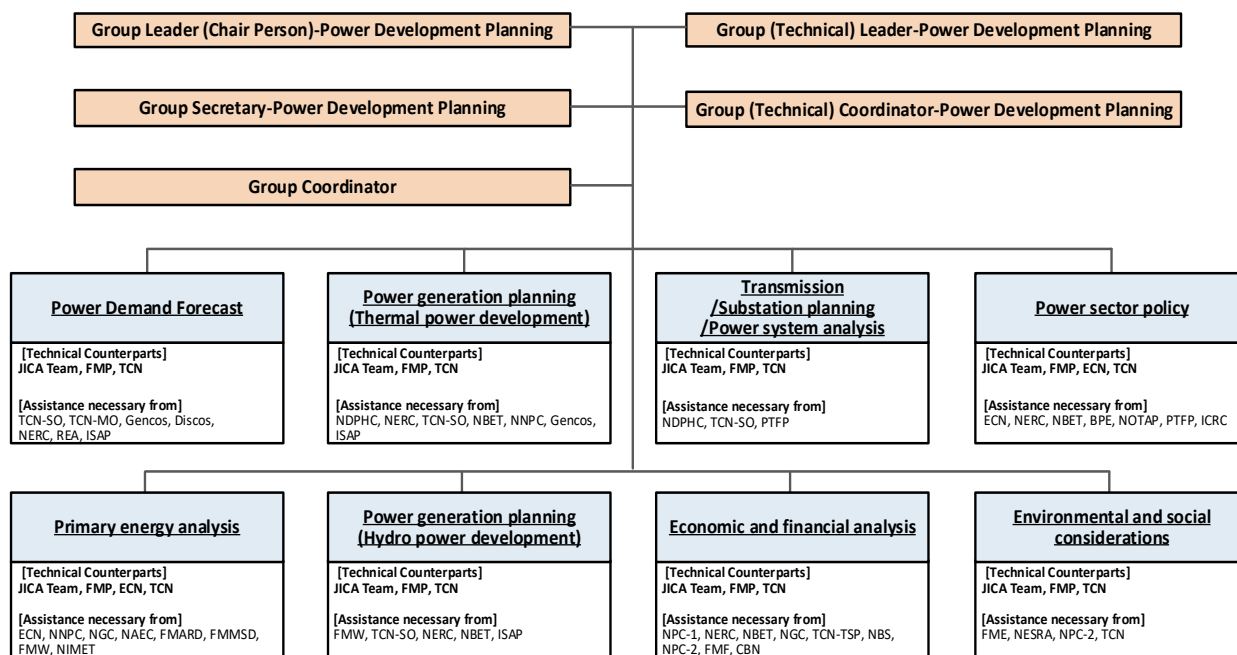 Group Leader (Chair Person)-Power Development Planning
Group (Technical) Leader-Power Development Planning
Group Secretary-Power Development Planning
Group (Technical) Coordinator-Power Development Planning
Group Coordinator
Power Demand Forecast
[Technical Counterparts]
JICA Team, FMP, TCN
[Assistance necessary from]
TCN-SO, TCN-MO, Gencos, Discos,
NERC, REA, ISAP
Power generation planning
(Thermal power development)
[Technical Counterparts]
JICA Team, FMP, TCN
[Assistance necessary from]
NDPHC, NERC, TCN-SO, NBET, NNPC, Gencos,
ISAP
Transmission
/Substation planning
/Power system analysis
[Technical Counterparts]
JICA Team, FMP, TCN
[Assistance necessary from]
NDPHC, TCN-SO, PTFP
Power sector policy
[Technical Counterparts]
JICA Team, FMP, ECN, TCN
[Assistance necessary from]
ECN, NERC, NBET, BPE, NOTAP, PTFP, ICRC
Primary energy analysis
[Technical Counterparts]
JICA Team, FMP, ECN, TCN
[Assistance necessary from]
ECN, NNPC, NGC, NAEC, FMARD, FMMSD,
FMW, NIMET
Power generation planning
(Hydro power development)
[Technical Counterparts]
JICA Team, FMP, TCN
[Assistance necessary from]
FMW, TCN-SO, NERC, NBET, ISAP
Economic and financial analysis
[Technical Counterparts]
JICA Team, FMP, TCN
[Assistance necessary from]
NPC-1, NERC, NBET, NGC, TCN-TSP, NBS,
NPC-2, FMF, CBN
Environmental and social
considerations
[Technical Counterparts]
JICA Team, FMP, TCN
[Assistance necessary from]
FME, NESRA, NPC-2, TCN